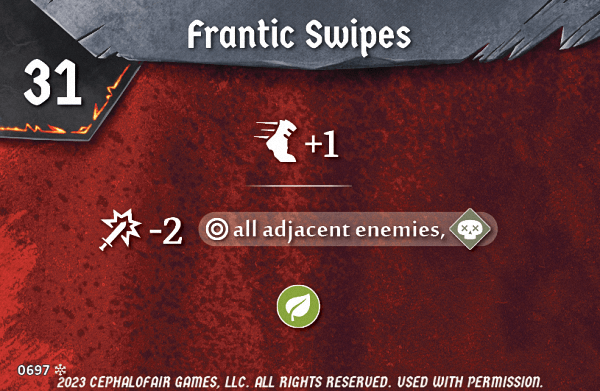 Frantic Swipes
31
+1
-2 all adjacent enemies,
0697
2023 CEPHALOFAIR GAMES, LLC. ALL RIGHTS RESERVED. USED WITH PERMISSION.